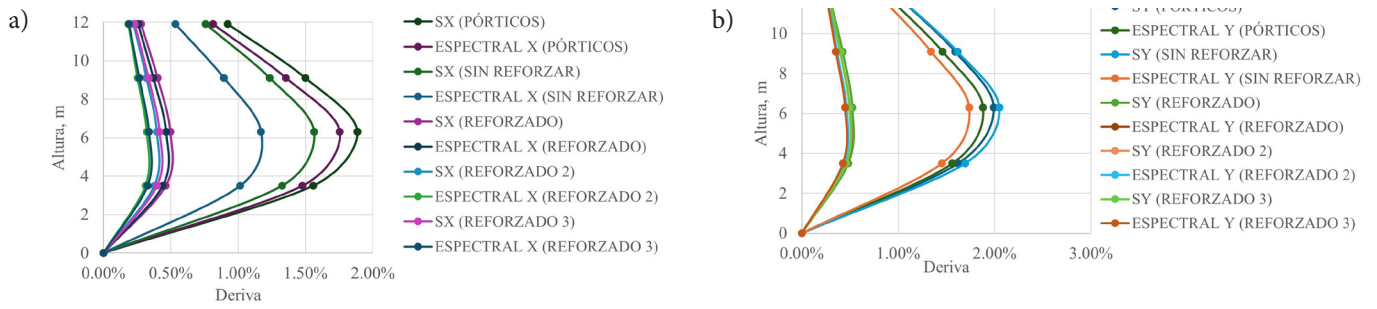 a)
12
10
8
6
4
2
0
Altura, m
0.00% 0.50% 1.00% 1.50% 2.00%
Deriva
SX (PÓRTICOS)
ESPECTRAL X (PÓRTICOS)
SX (SIN REFORZAR)
ESPECTRAL X (SIN REFORZAR)
SX (REFORZADO)
ESPECTRAL X (REFORZADO)
SX (REFORZADO 2)
ESPECTRAL X (REFORZADO 2)
SX (REFORZADO 3)
ESPECTRAL X (REFORZADO 3)
b)
10
8
6
4
2
0
Altura, m
1.00% 2.00% 3.00%
0.00%
Deriva
SY (PÓRTICOS)
ESPECTRAL Y (PÓRTICOS)
SY (SIN REFORZAR)
ESPECTRAL Y (SIN REFORZAR)
SY (REFORZADO)
ESPECTRAL Y (REFORZADO)
SY (REFORZADO 2)
ESPECTRAL Y (REFORZADO 2)
SY (REFORZADO 3)
ESPECTRAL Y (REFORZADO 3)